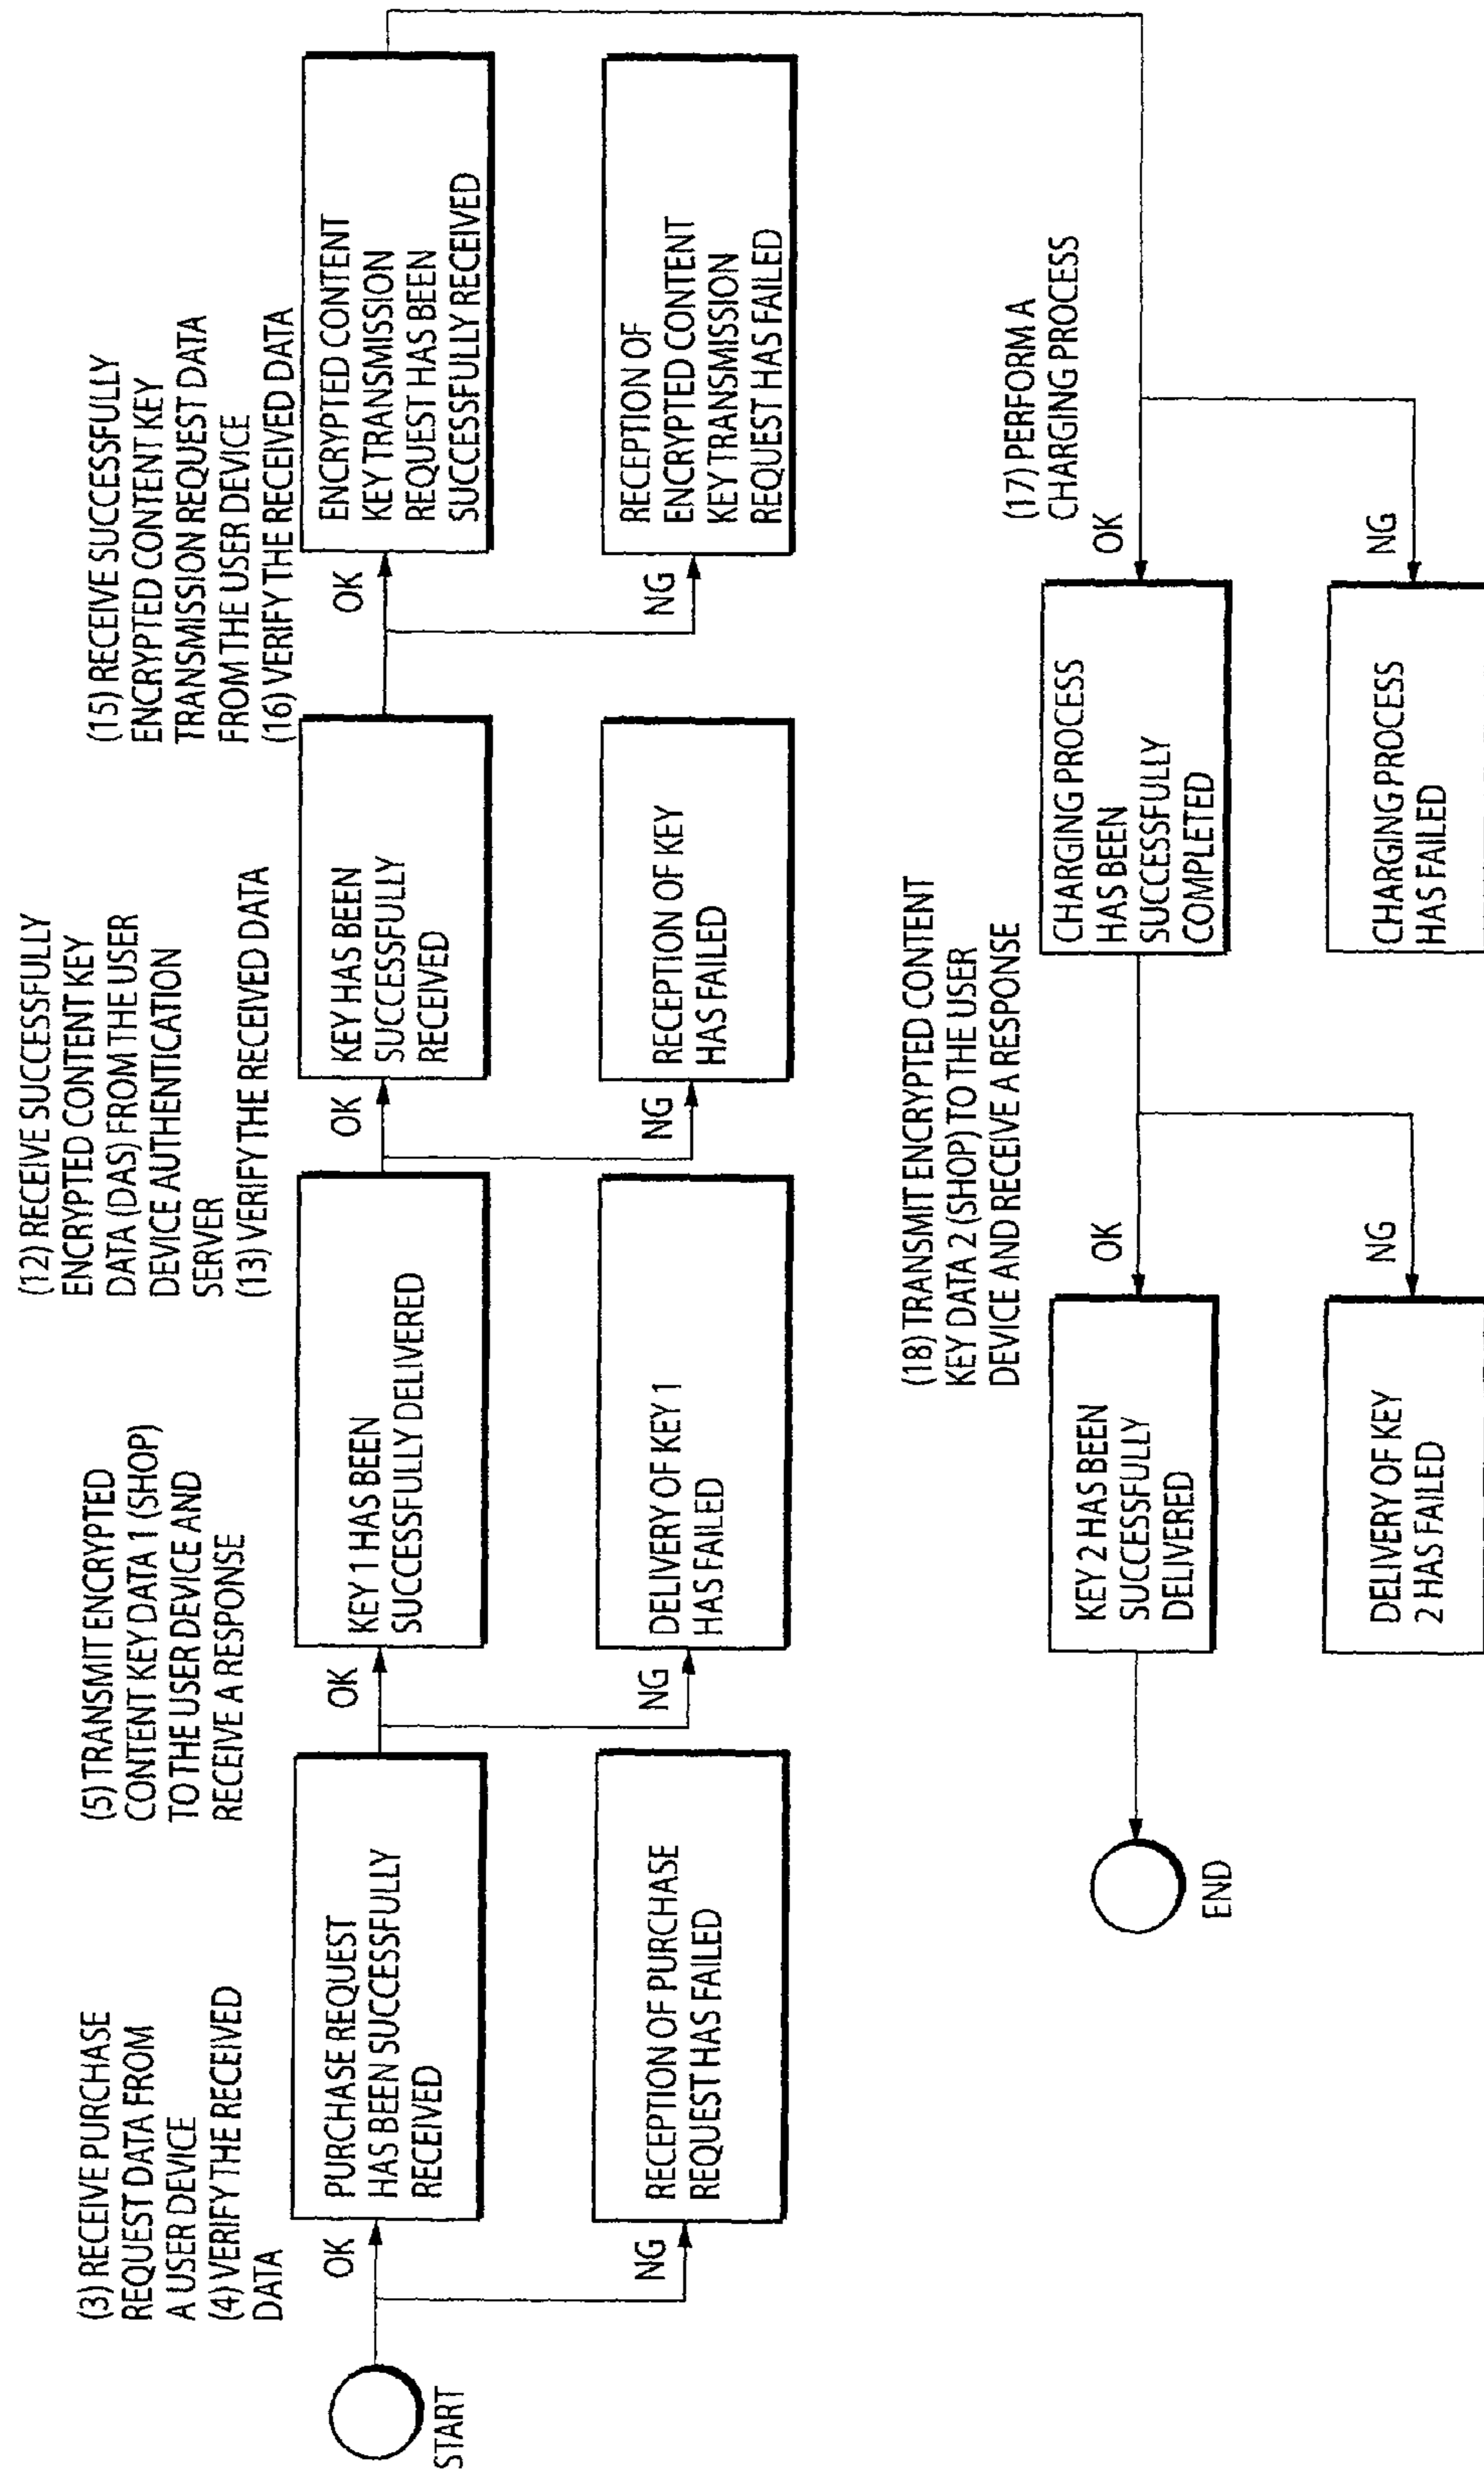 (3) RECEIVE PURCHASE
REQUEST DATA FROM
A USER DEVICE
(4) VERIFY THE RECEIVED
DATA
(5) TRANSMIT ENCRYPTED
CONTENT KEY DATA 1 (SHOP)
TO THE USER DEVICE AND
RECEIVE A RESPONSE
(12) RECEIVE SUCCESSFULLY
ENCRYPTED CONTENT KEY
DATA (DAS) FROM THE USER
DEVICE AUTHENTICATION
SERVER
(13) VERIFY THE RECEIVED DATA
(15) RECEIVE SUCCESSFULLY
ENCRYPTED CONTENT KEY
TRANSMISSION REQUEST DATA
FROM THE USER DEVICE
(16) VERIFY THE RECEIVED DATA
START
OK
PURCHASE REQUEST
HAS BEEN SUCCESSFULLY
RECEIVED
OK
KEY 1 HAS BEEN
SUCCESSFULLY DELIVERED
OK
KEY HAS BEEN
SUCCESSFULLY
RECEIVED
OK
ENCRYPTED CONTENT
KEY TRANSMISSION
REQUEST HAS BEEN
SUCCESSFULLY RECEIVED
NG
RECEPTION OF PURCHASE
REQUEST HAS FAILED
NG
DELIVERY OF KEY 1
HAS FAILED
NG
RECEPTION OF KEY
HAS FAILED
NG
RECEPTION OF
ENCRYPTED CONTENT
KEY TRANSMISSION
REQUEST HAS FAILED
(18) TRANSMIT ENCRYPTED CONTENT
KEY DATA 2 (SHOP) TO THE USER
DEVICE AND RECEIVE A RESPONSE
(17) PERFORM A
CHARGING PROCESS
END
KEY 2 HAS BEEN
SUCCESSFULLY
DELIVERED
OK
CHARGING PROCESS
HAS BEEN
SUCCESSFULLY
COMPLETED
OK
DELIVERY OF KEY
2 HAS FAILED
NG
CHARGING PROCESS
HAS FAILED
NG